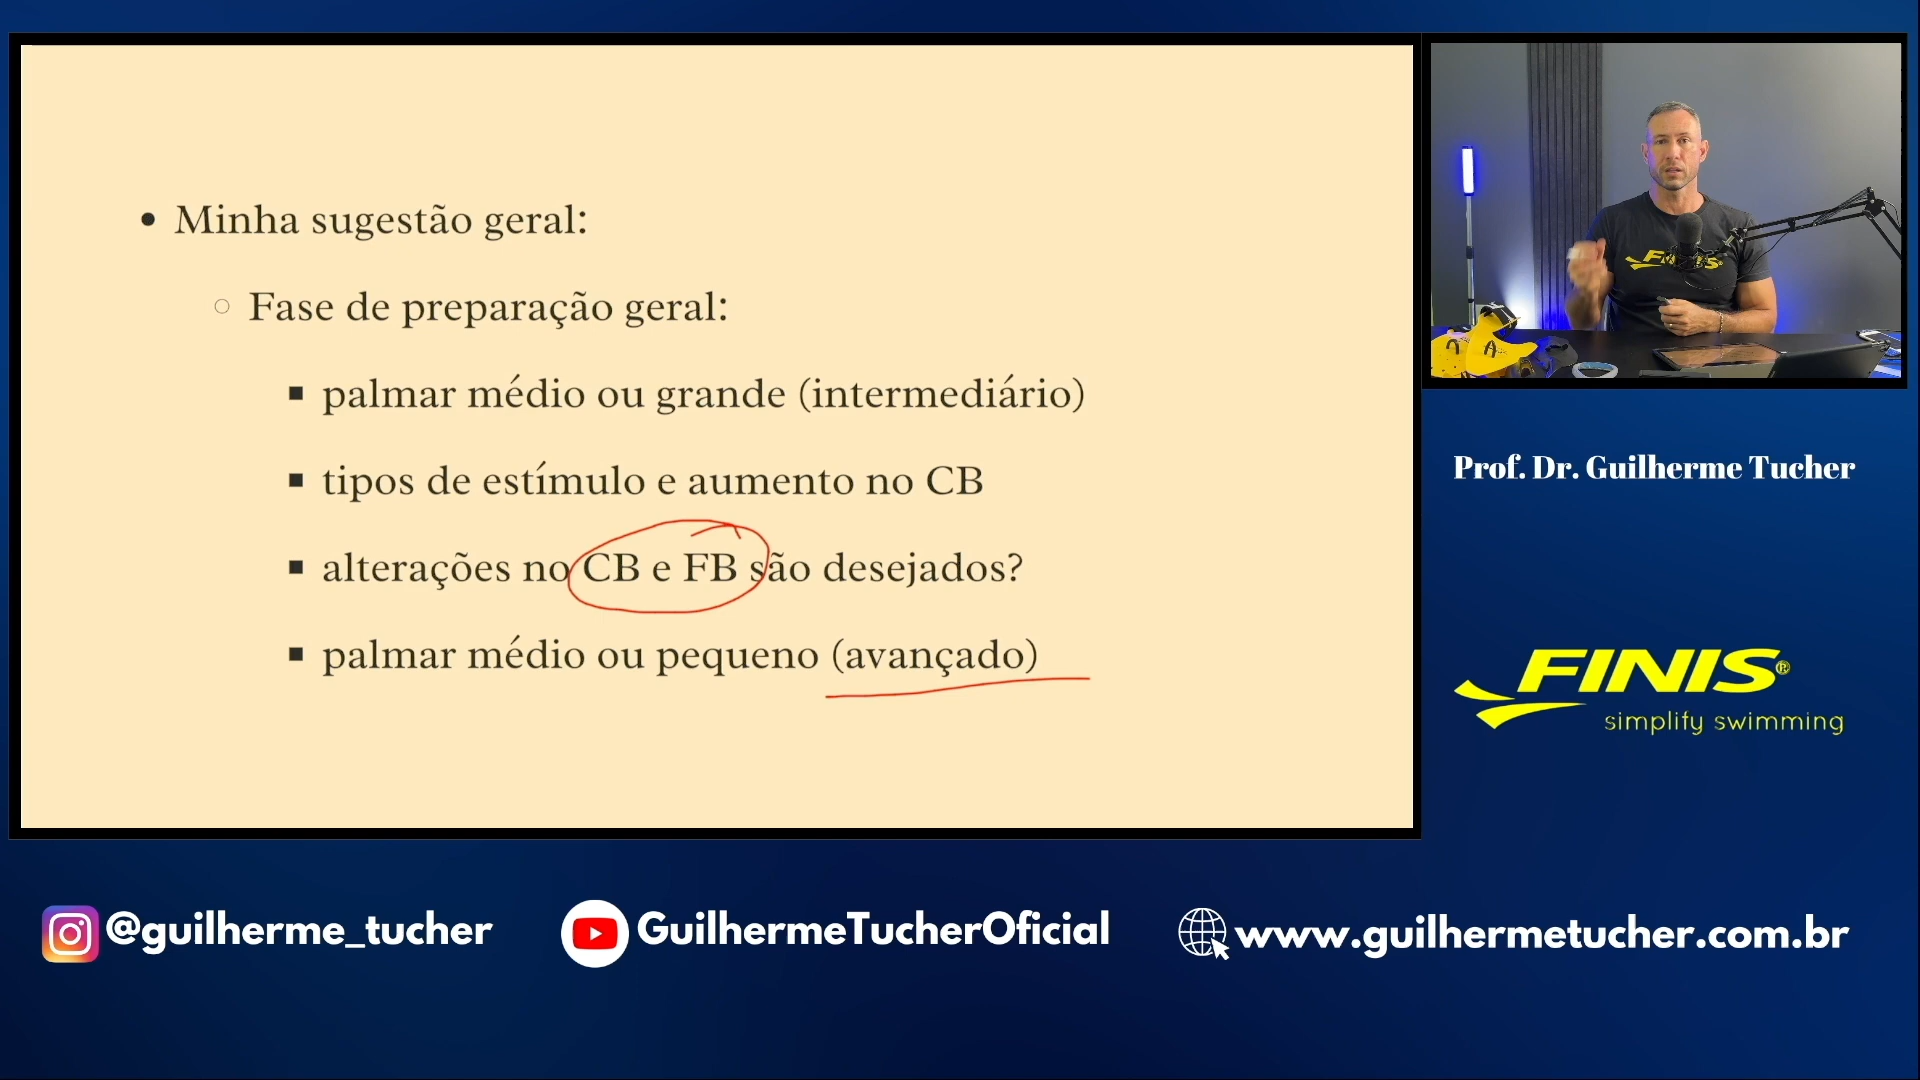 Minha sugestão geral:
Fase de preparação geral:
palmar médio ou grande (intermediário)
tipos de estímulo e aumento no CB
alterações no CB e FB são desejados?
palmar médio ou pequeno (avançado)
FINIS®
Prof. Dr. Guilherme Tucher
FINIS®
simplify swimming
@guilherme_tucher
GuilhermeTucherOficial
www.guilhermetucher.com.br